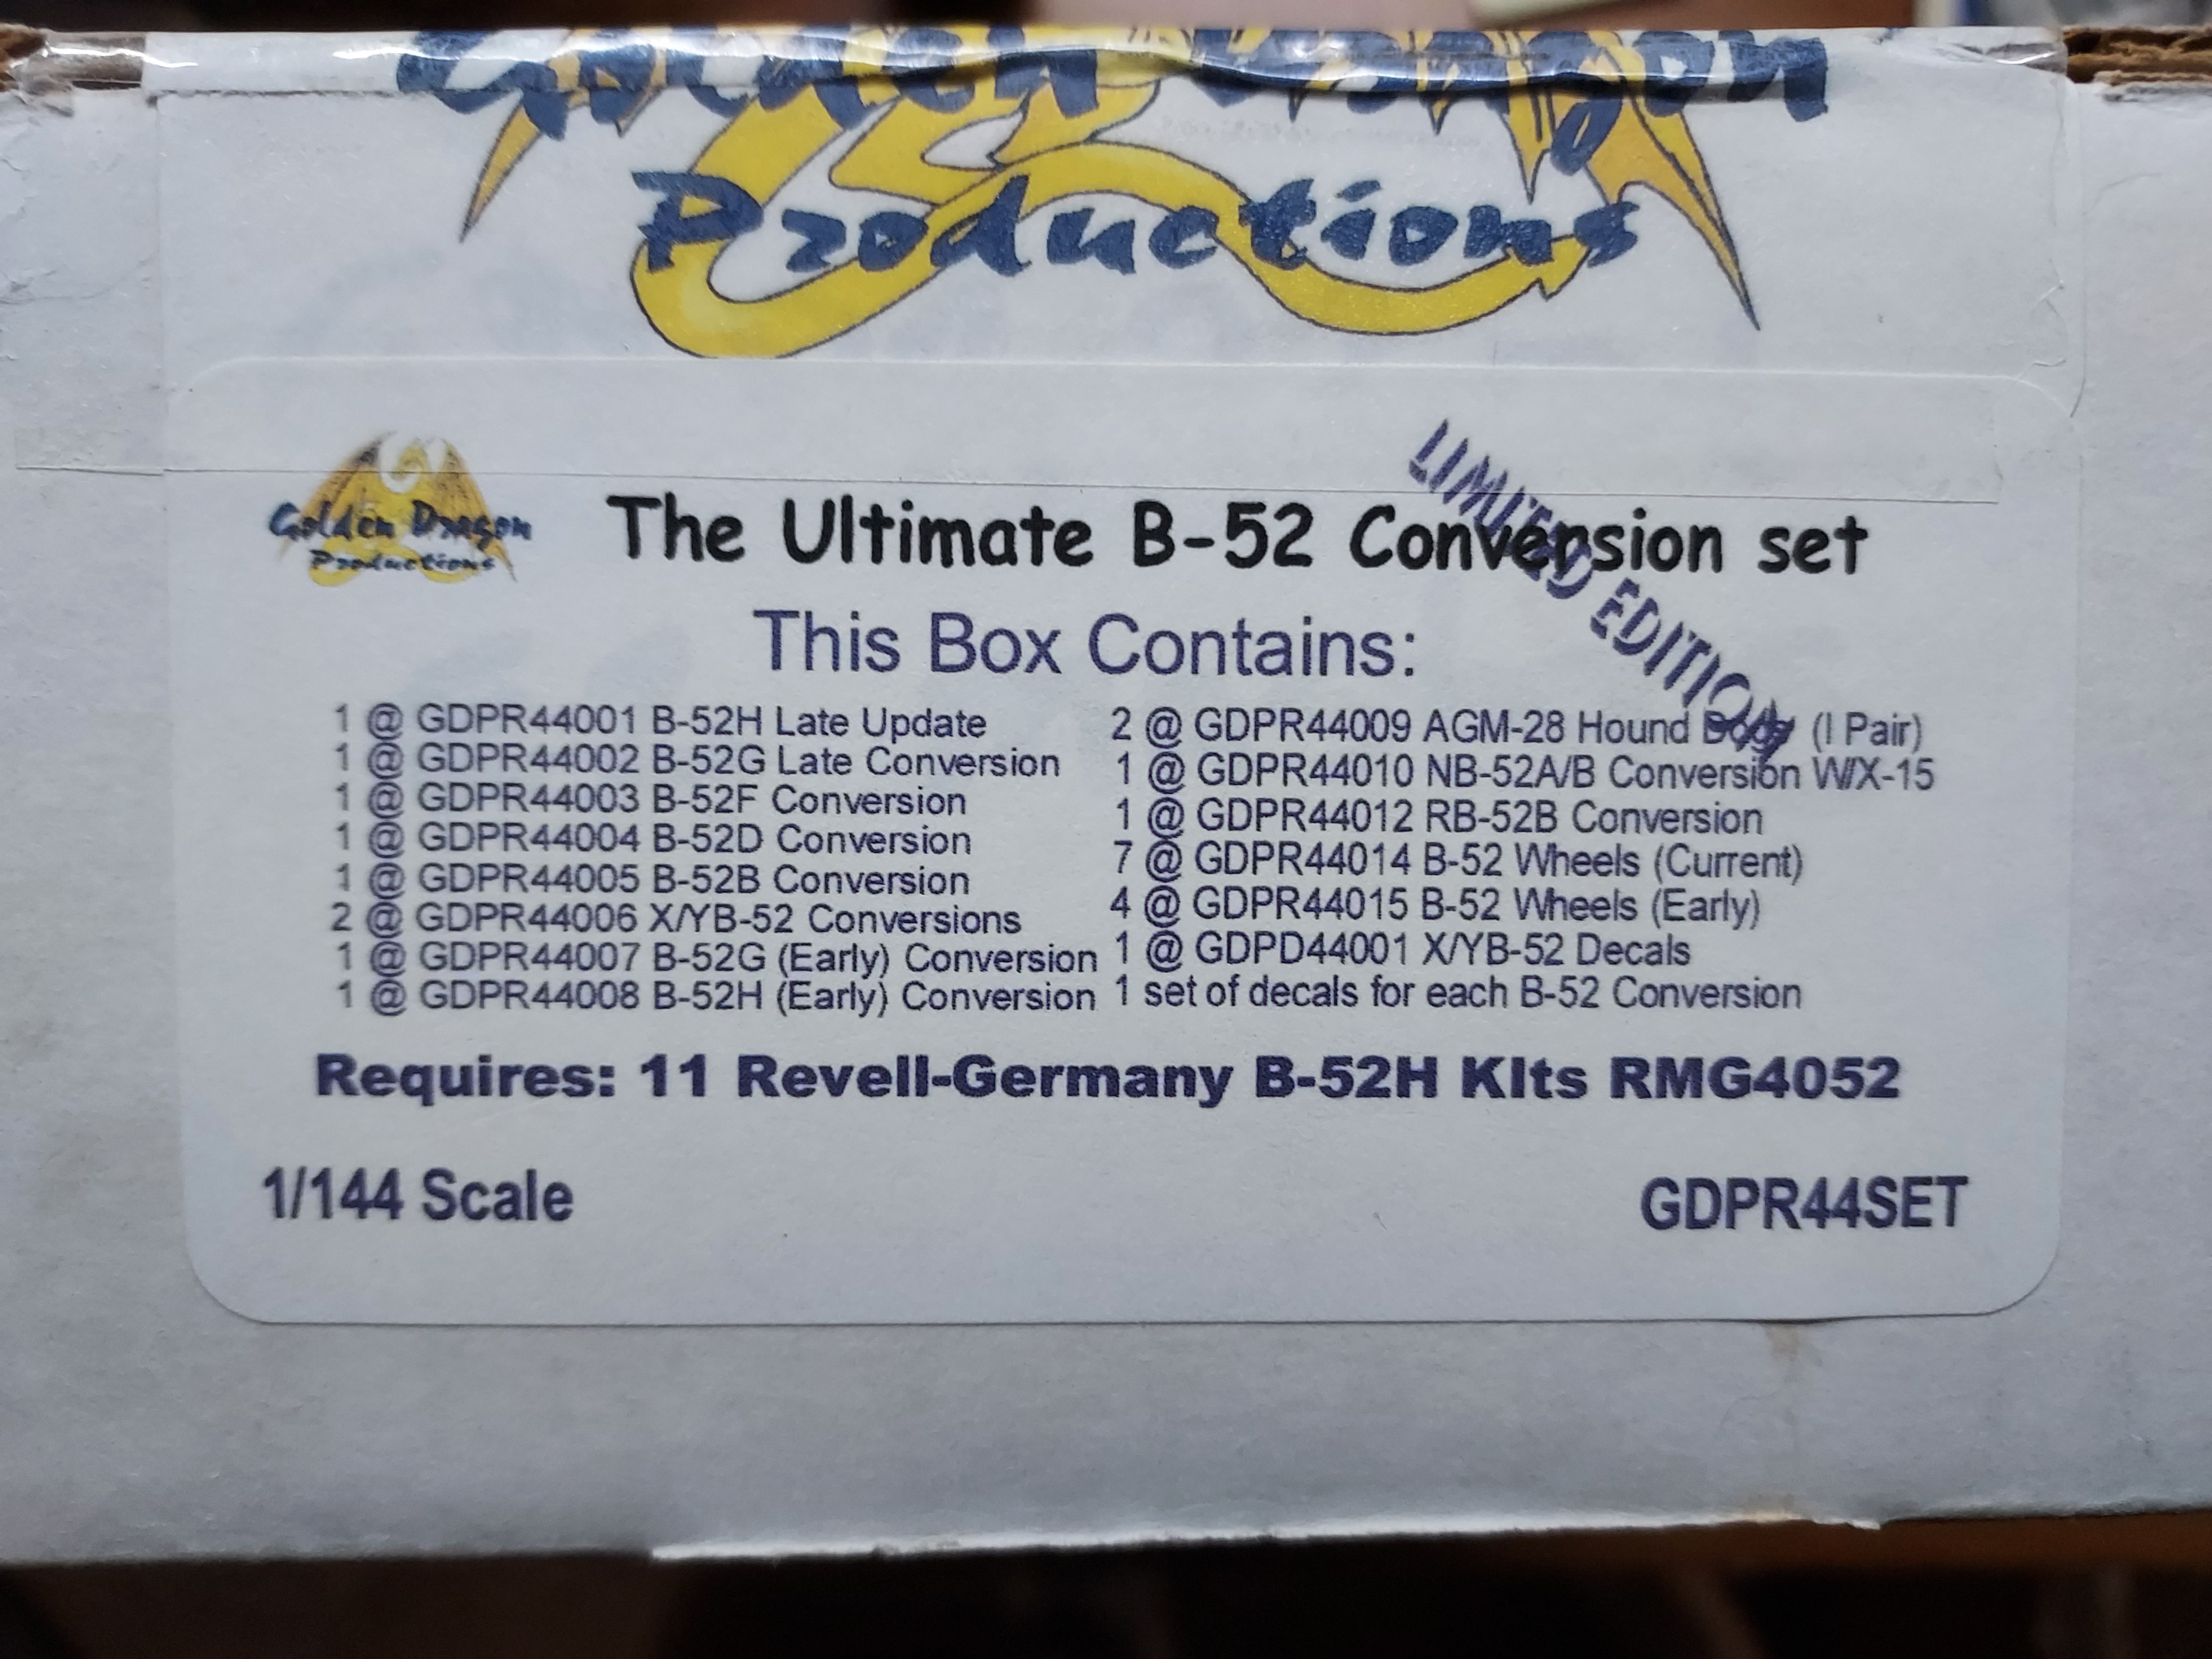 Golden Dragon
Productions
Golden Dragon
Productions
The Ultimate B-52 Conversion set
LIMITED EDITION
This Box Contains:
1 @ GDPR44001 B-52H Late Update
1 @ GDPR44002 B-52G Late Conversion
1 @ GDPR44003 B-52F Conversion
1 @ GDPR44004 B-52D Conversion
1 @ GDPR44005 B-52B Conversion
2 @ GDPR44006 X/YB-52 Conversions
1 @ GDPR44007 B-52G (Early) Conversion
1 @ GDPR44008 B-52H (Early) Conversion
2 @ GDPR44009 AGM-28 Hound Dog (I Pair)
1 @ GDPR44010 NB-52A/B Conversion W/X-15
1 @ GDPR44012 RB-52B Conversion
7 @ GDPR44014 B-52 Wheels (Current)
4 @ GDPR44015 B-52 Wheels (Early)
1 @ GDPD44001 X/YB-52 Decals
1 set of decals for each B-52 Conversion
Requires: 11 Revell-Germany B-52H KIts RMG4052
1/144 Scale
GDPR44SET